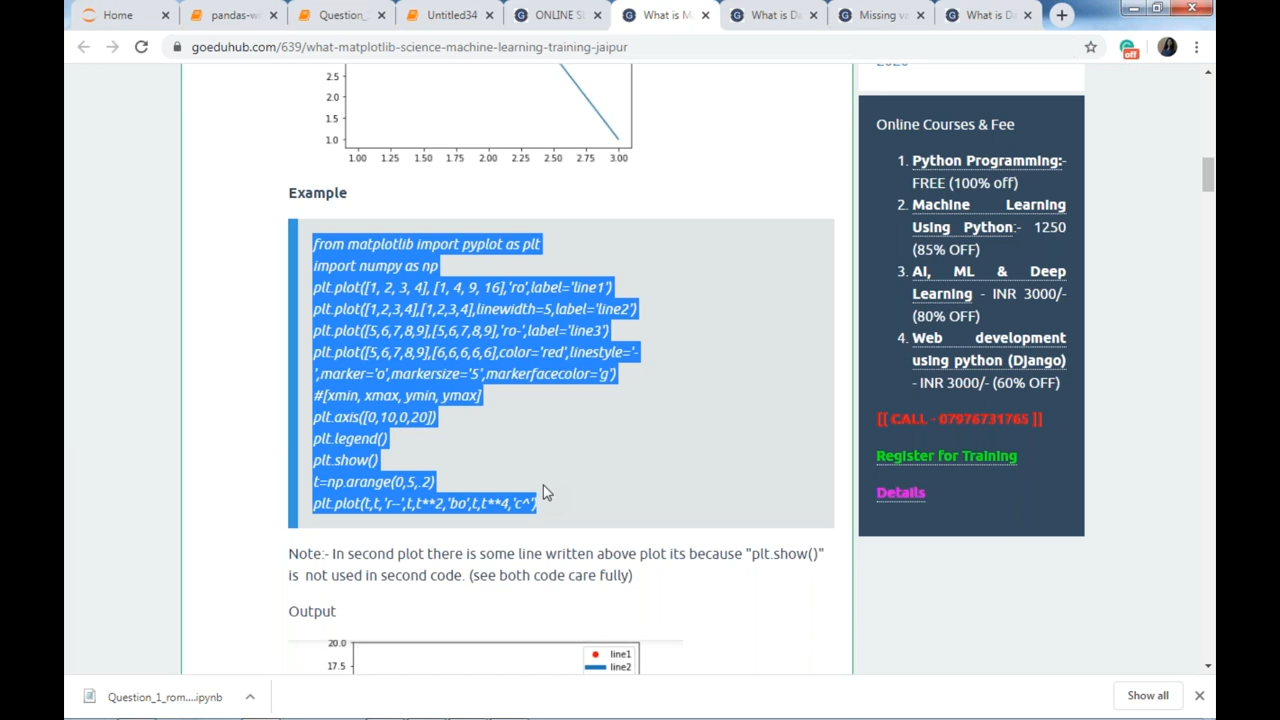 Home
pandas-w
Question_
Untitled34
ONLINE S
What is M
What is De
Missing va
What is D
goeduhub.com/639/what-matplotlib-science-machine-learning-training-jaipur
off
2.5
2.0
1.5
1.0
1.00 1.25 1.50 1.75 2.00 2.25 2.50 2.75 3.00
Example
from matplotlib import pyplot as plt
import numpy as np
plt.plot([1, 2, 3, 4], [1, 4, 9, 16],'ro',label='line1')
plt.plot([1,2,3,4],[1,2,3,4],linewidth=5,label='line2')
plt.plot([5,6,7,8,9],[5,6,7,8,9],'ro-',label='line3')
plt.plot([5,6,7,8,9],[6,6,6,6,6],color='red',linestyle='-
',marker='o',markersize='5',markerfacecolor='g')
#[xmin, xmax, ymin, ymax]
plt.axis([0,10,0,20])
plt.legend()
plt.show()
t=np.arange(0,5,.2)
plt.plot(t,t,'r--',t,t**2,'bo',t,t**4,'c^')
Note:- In second plot there is some line written above plot its because "plt.show()"
is not used in second code. (see both code care fully)
Output
20.0
17.5
line1
line2
Online Courses & Fee
1. Python Programming:-
FREE (100% off)
2. Machine Learning
Using Python:- 1250
(85% OFF)
3. AI, ML & Deep
Learning - INR 3000/-
(80% OFF)
4. Web development
using python (Django)
- INR 3000/- (60% OFF)
[[ CALL - 07976731765 ]]
Register for Training
Details
Question_1_rom....ipynb
Show all